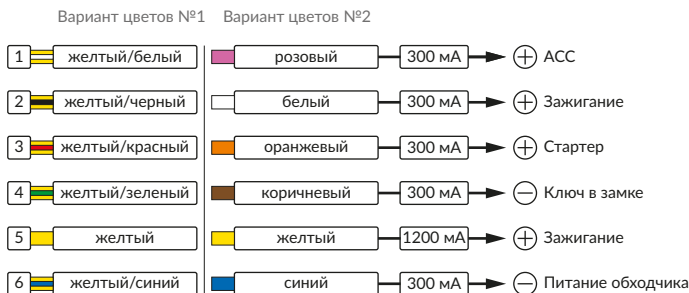 Вариант цветов №1 Вариант цветов №2
1 желтый/белый розовый 300 мА + ACC
2 желтый/черный белый 300 мА + Зажигание
3 желтый/красный оранжевый 300 мА + Стартер
4 желтый/зеленый коричневый 300 мА − Ключ в замке
5 желтый желтый 1200 мА + Зажигание
6 желтый/синий синий 300 мА − Питание обходчика